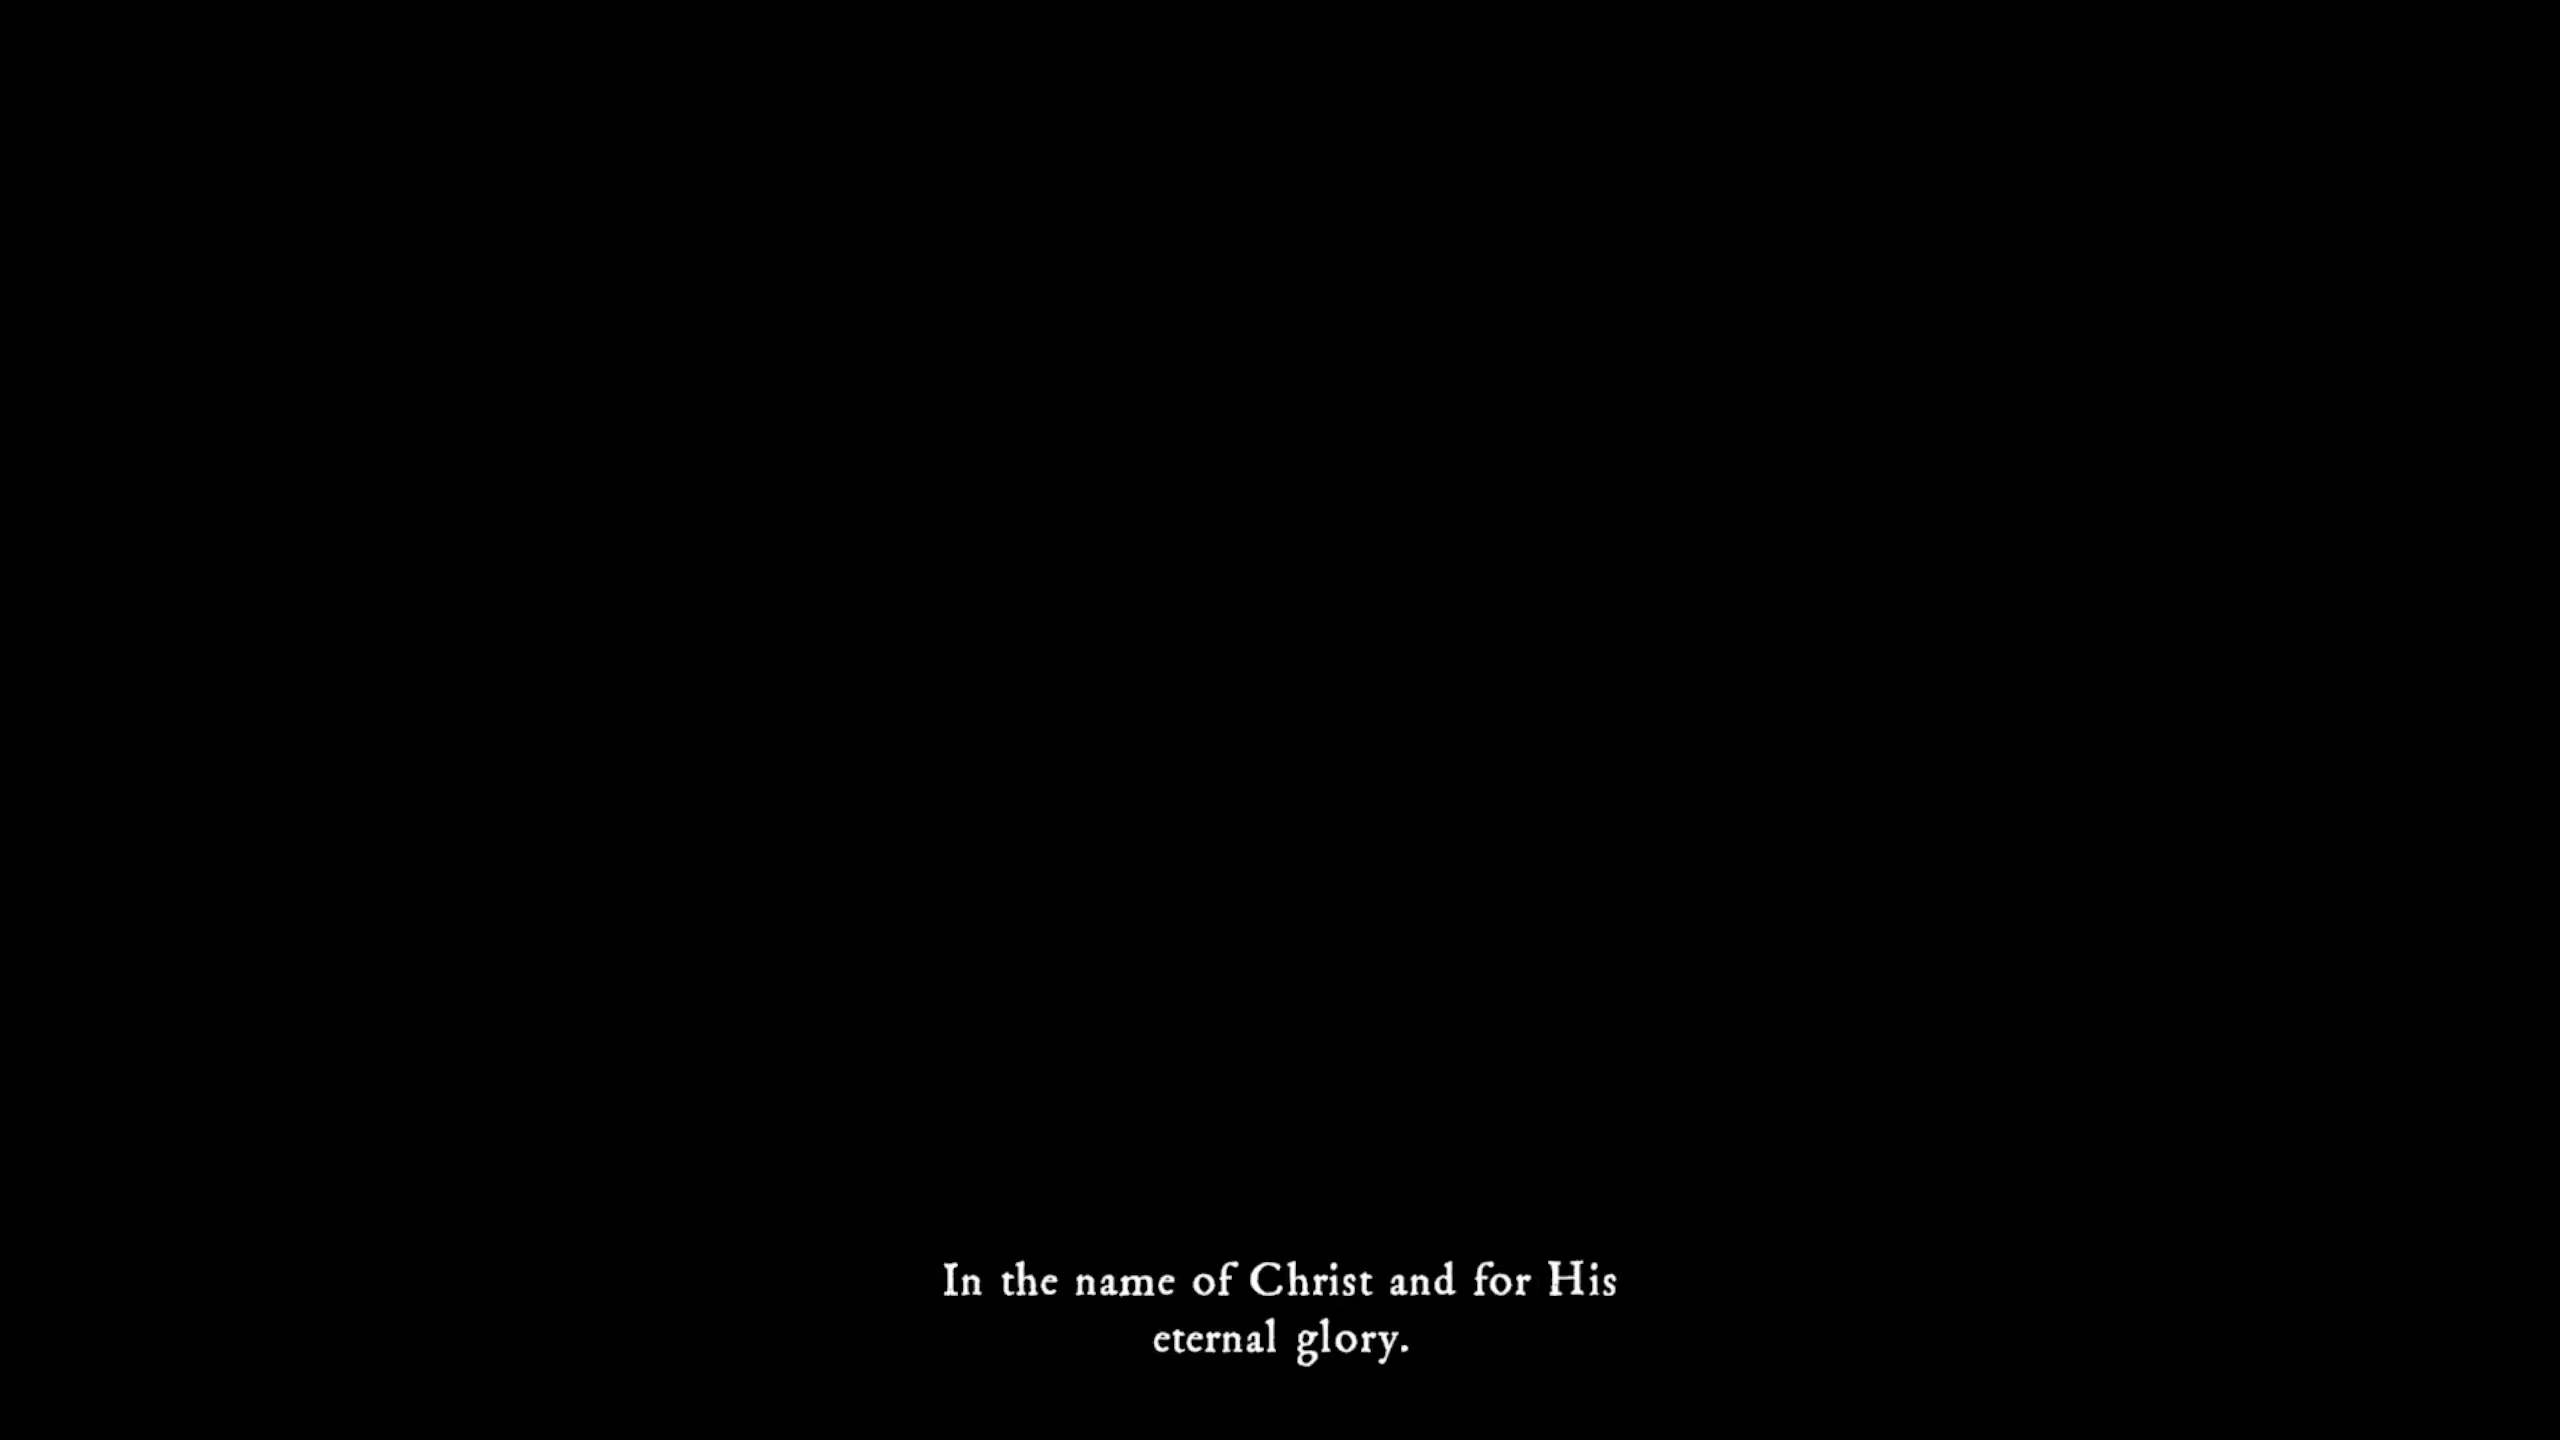 In the name of Christ and for His
eternal glory.